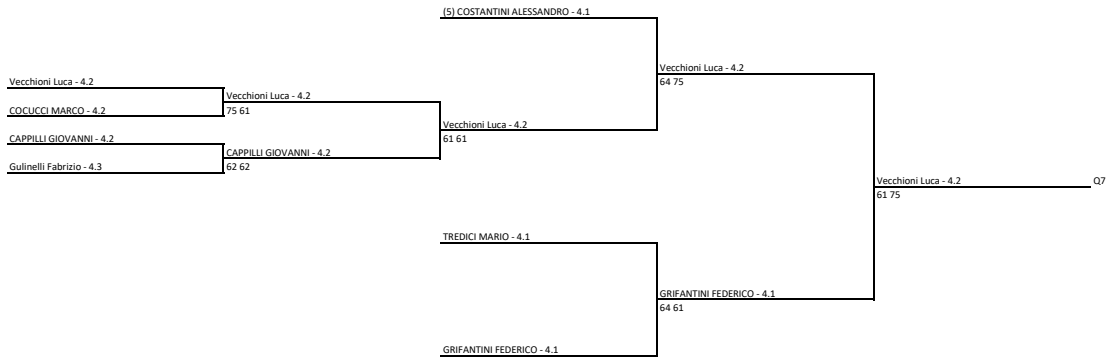 (5) COSTANTINI ALESSANDRO - 4.1
Vecchioni Luca - 4.2
64 75
Vecchioni Luca - 4.2
Vecchioni Luca - 4.2
75 61
COCUCCI MARCO - 4.2
Vecchioni Luca - 4.2
61 61
CAPPILLI GIOVANNI - 4.2
CAPPILLI GIOVANNI - 4.2
62 62
Gulinelli Fabrizio - 4.3
Vecchioni Luca - 4.2
Q7
61 75
TREDICI MARIO - 4.1
GRIFANTINI FEDERICO - 4.1
64 61
GRIFANTINI FEDERICO - 4.1